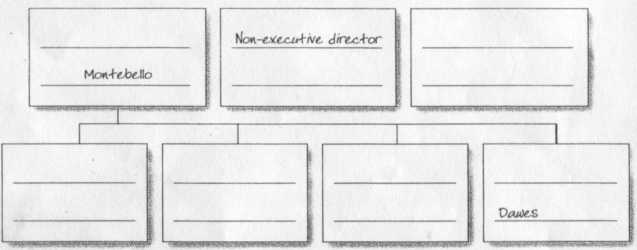 Non-executive director
Montebello
Dawes